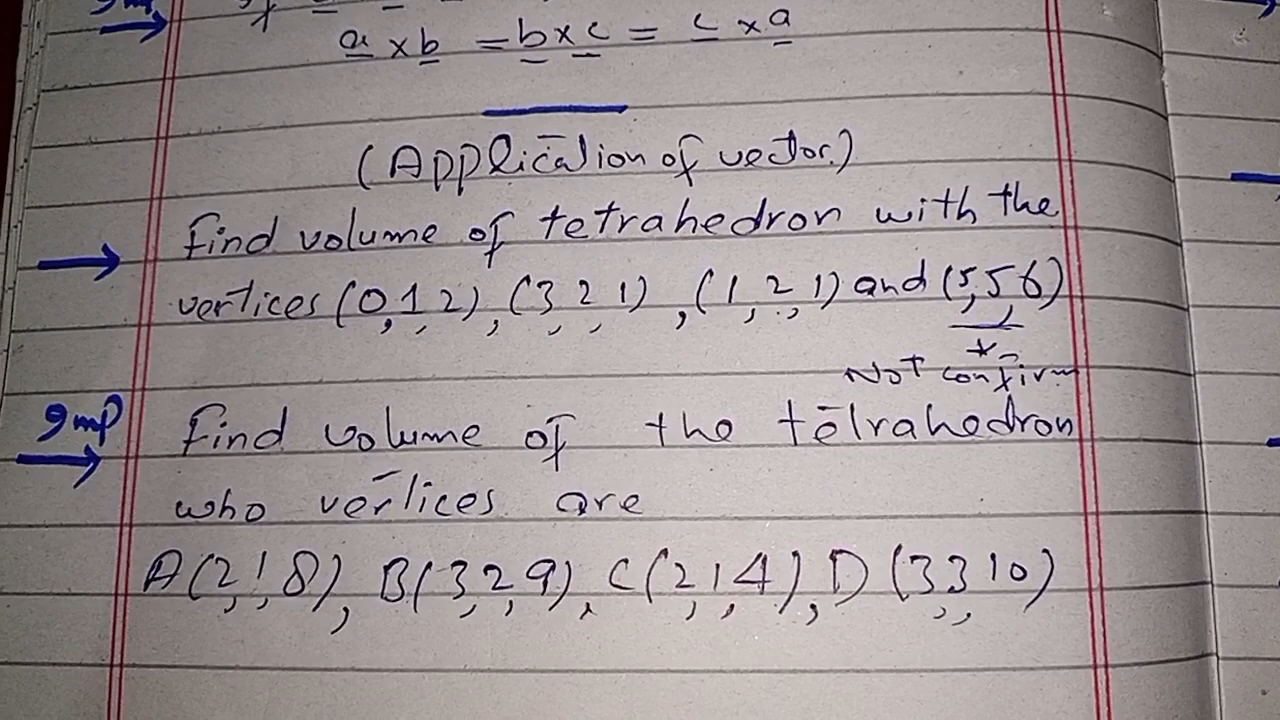 a x b = b x c = c x a
(Application of vector.)
find volume of tetrahedron with the
vertices (0,1,2), (3,2,1), (1,2,1) and (5,5,6)
Not confirm
Imp find volume of the tetrahedron
who vertices are
A(2,1,8), B(3,2,9), C(2,1,4), D(3,3,10)